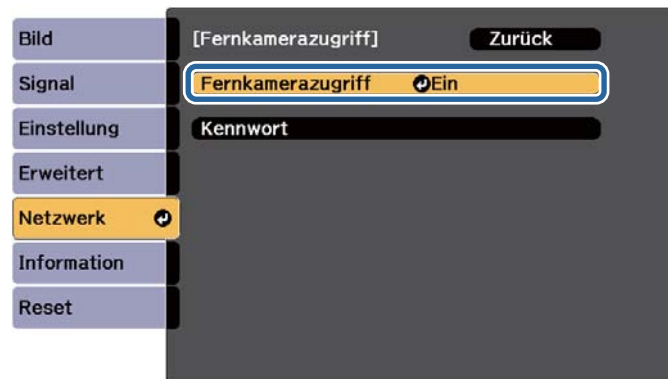 Bild
Signal
Einstellung
Erweitert
Netzwerk
Information
Reset
[Fernkamerazugriff] Zurück
Fernkamerazugriff Ein
Kennwort